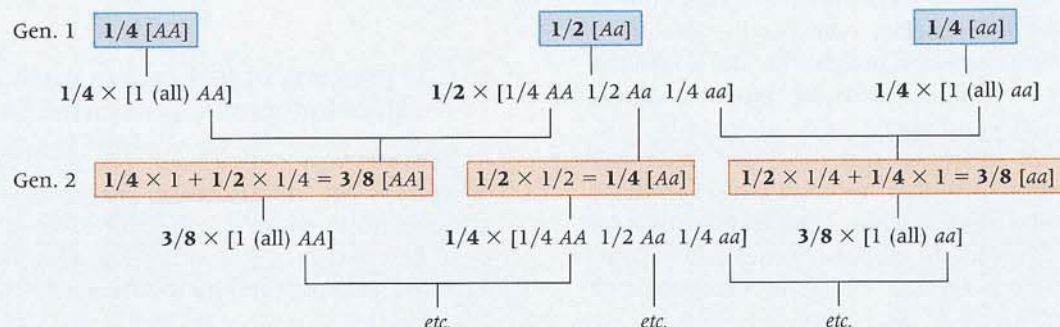 Gen. 1 1/4 [AA] 1/2 [Aa] 1/4 [aa]
1/4 × [1 (all) AA] 1/2 × [1/4 AA 1/2 Aa 1/4 aa] 1/4 × [1 (all) aa]
Gen. 2 1/4 × 1 + 1/2 × 1/4 = 3/8 [AA] 1/2 × 1/2 = 1/4 [Aa] 1/2 × 1/4 + 1/4 × 1 = 3/8 [aa]
3/8 × [1 (all) AA] 1/4 × [1/4 AA 1/2 Aa 1/4 aa] 3/8 × [1 (all) aa]
etc. etc. etc.